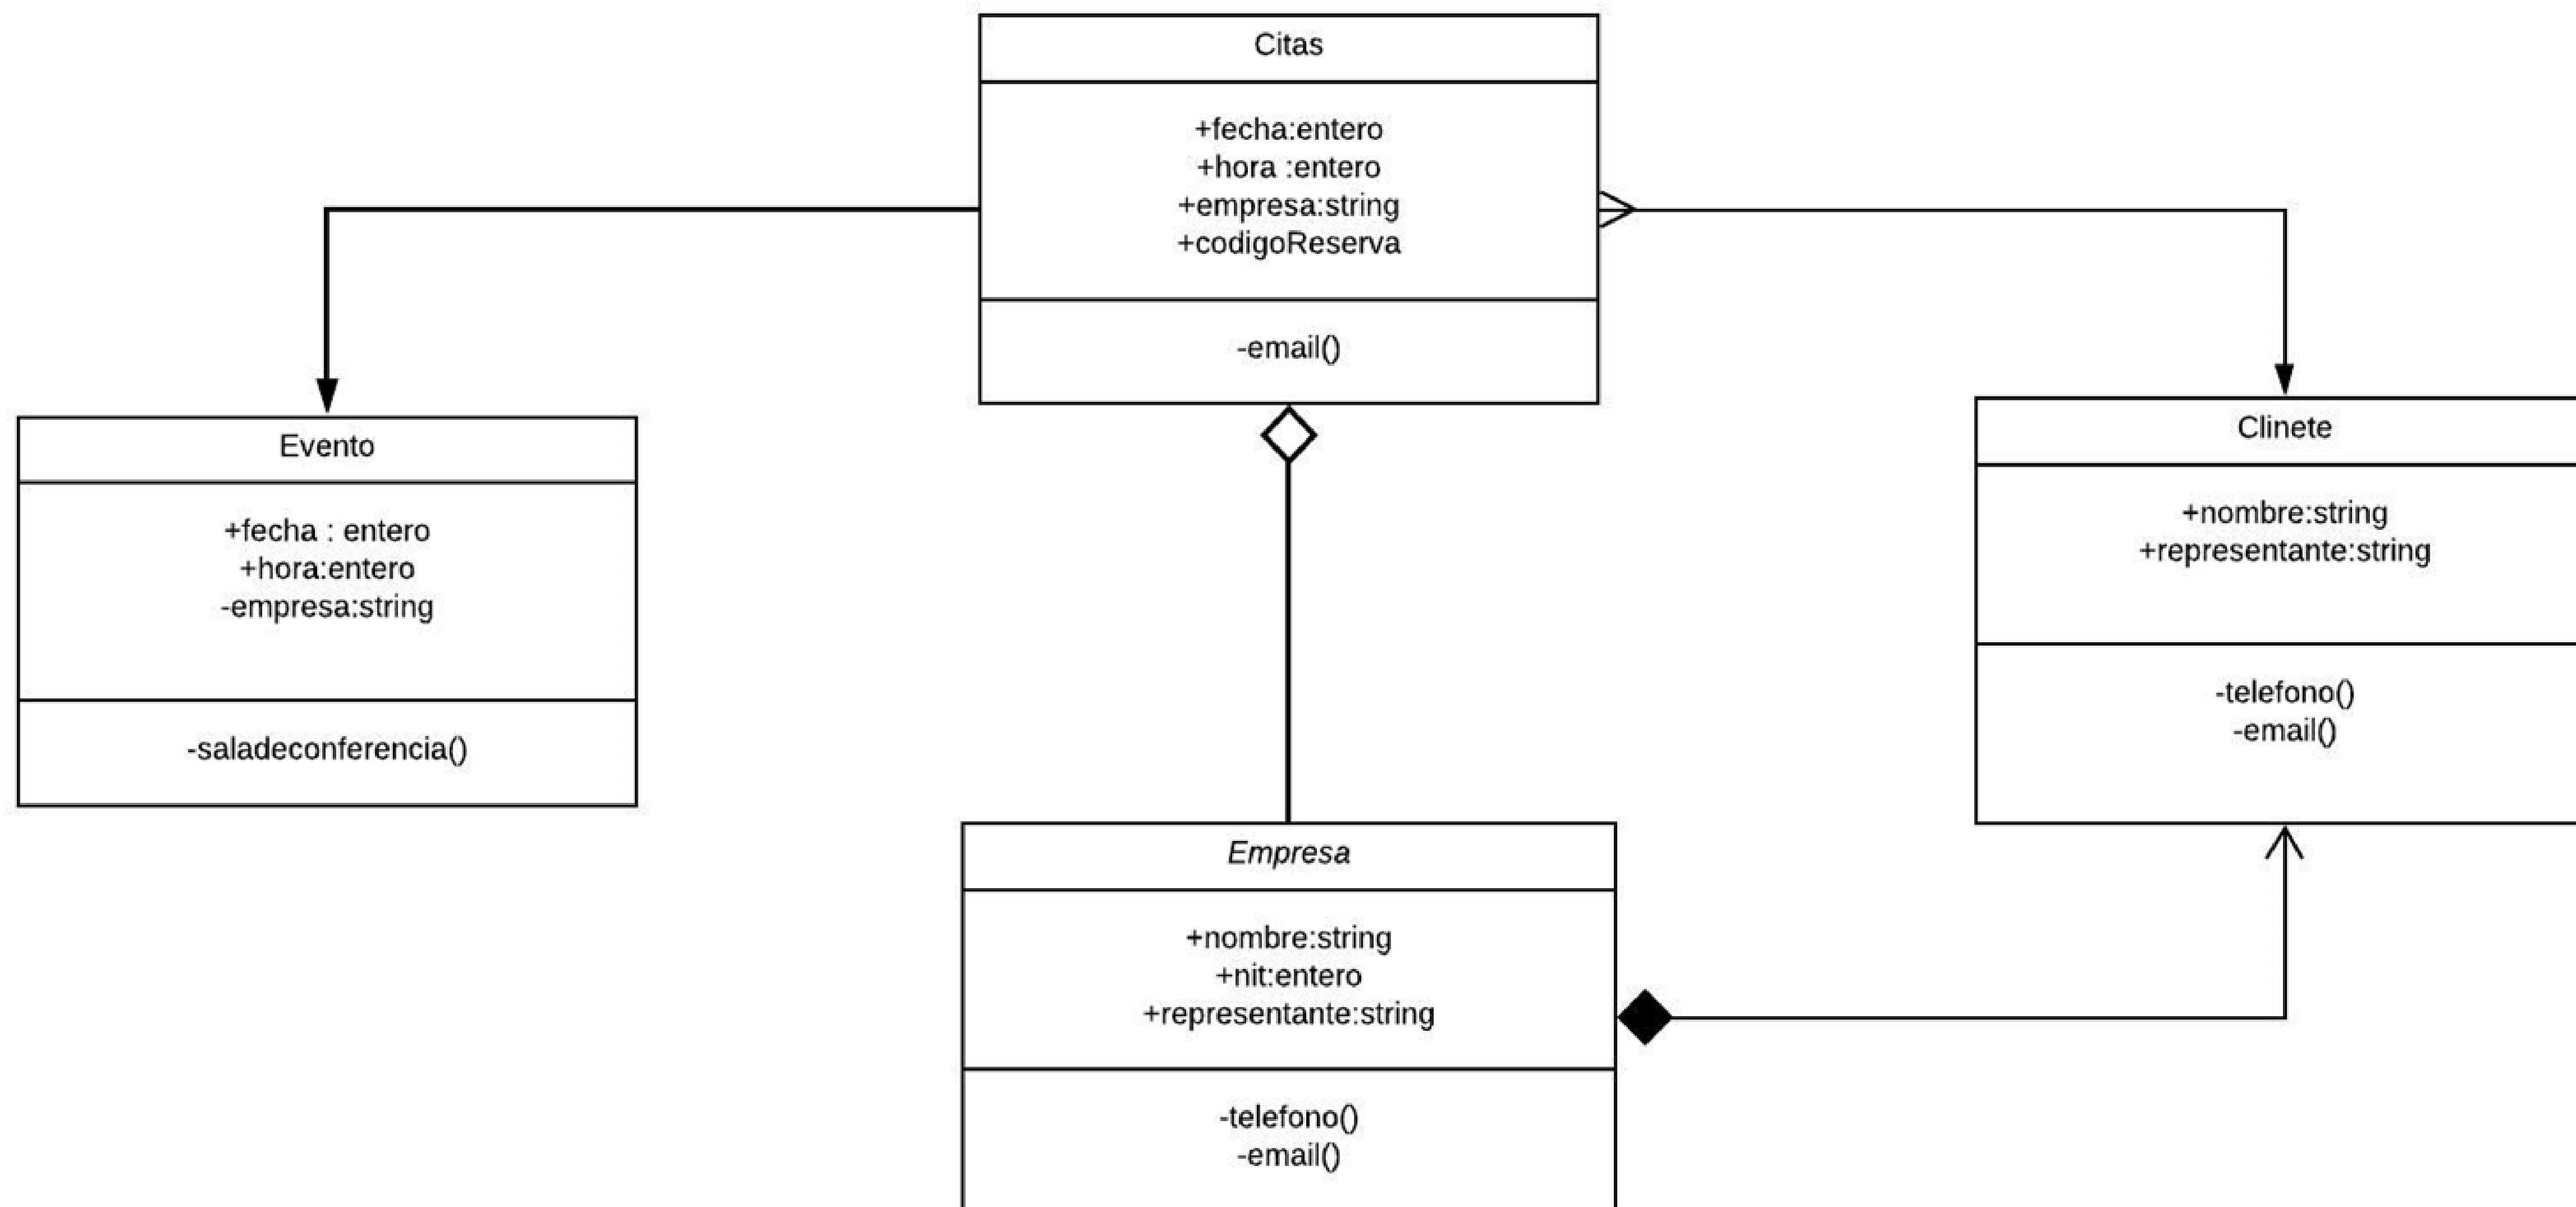 Citas
+fecha:entero
+hora :entero
+empresa:string
+codigoReserva
-email()
Evento
+fecha : entero
+hora:entero
-empresa:string
-saladeconferencia()
Clinete
+nombre:string
+representante:string
-telefono()
-email()
Empresa
+nombre:string
+nit:entero
+representante:string
-telefono()
-email()